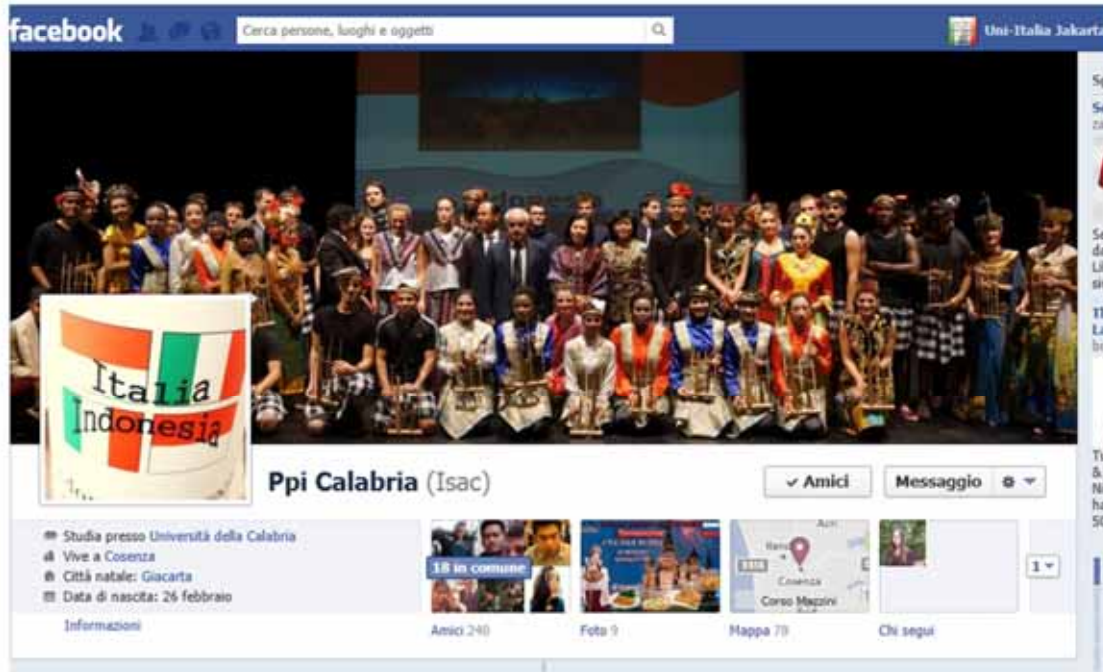 facebook
Cerca persone, luoghi e oggetti
Uni-Italia Jakarta
Italia
Indonesia
Ppi Calabria (Isac)
Amici
Messaggio
Studia presso Università della Calabria
Vive a Cosenza
Città natale: Giacarta
Data di nascita: 26 febbraio
Informazioni
18 in comune
Cosenza
Corso Mazzini
1
Amici 240
Foto 9
Mappa 78
Chi segui